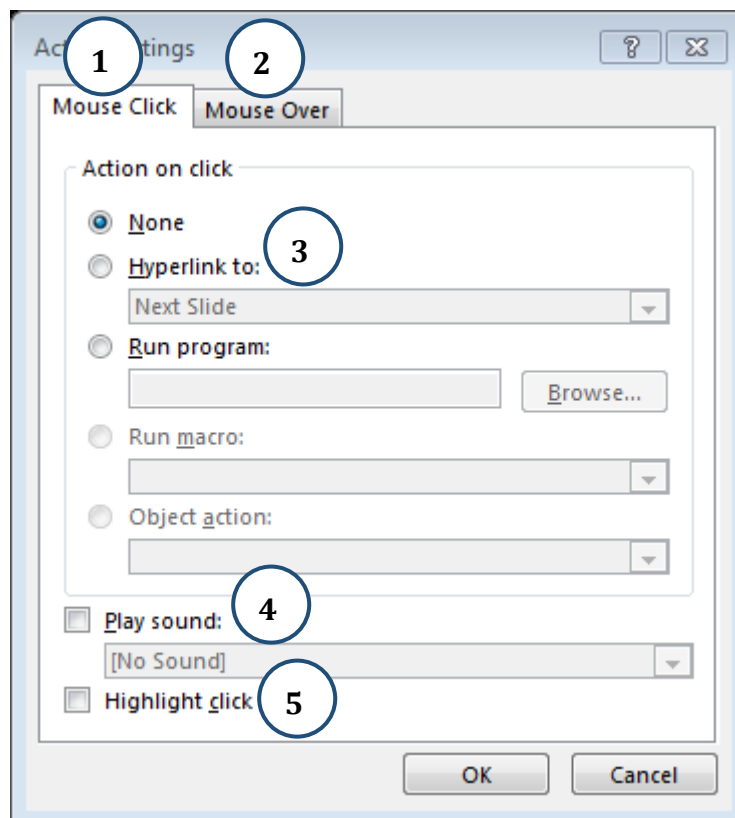 Act tings
1
2
Mouse Click Mouse Over
Action on click
None
3
Hyperlink to:
Next Slide
Run program:
Browse...
Run macro:
Object action:
4
Play sound:
[No Sound]
Highlight click
5
OK Cancel